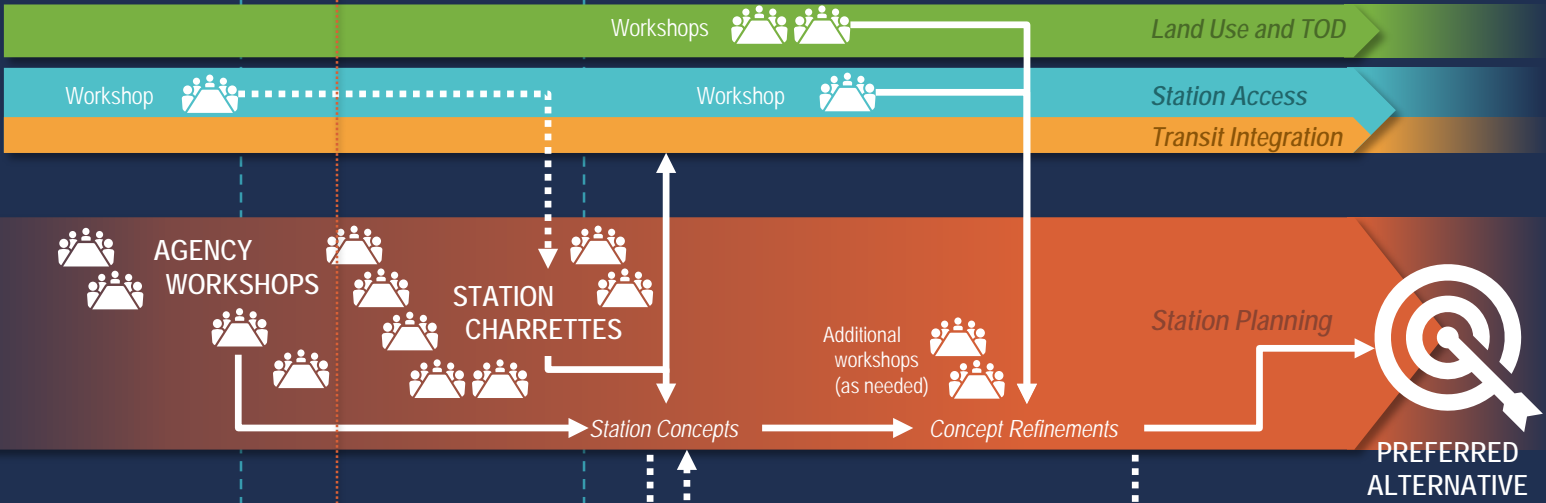 Workshops
Land Use and TOD
Workshop
Workshop
Station Access
Transit Integration
AGENCY
WORKSHOPS
STATION
CHARRETTES
Additional
workshops
(as needed)
Station Planning
Station Concepts
Concept Refinements
PREFERRED
ALTERNATIVE